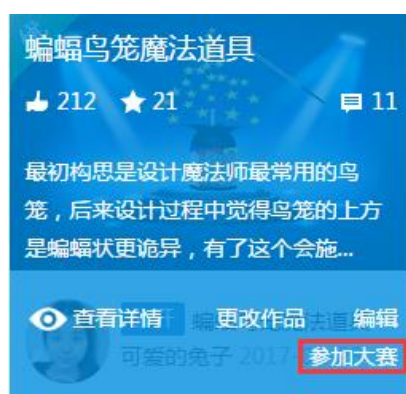 蝙蝠鸟笼魔法道具
212 21 11
最初构思是设计魔法师最常用的鸟
笼，后来设计过程中觉得鸟笼的上方
是蝙蝠状更诡异，有了这个会施...
查看详情 更改作品 编辑
可爱的兔子 2017 参加大赛